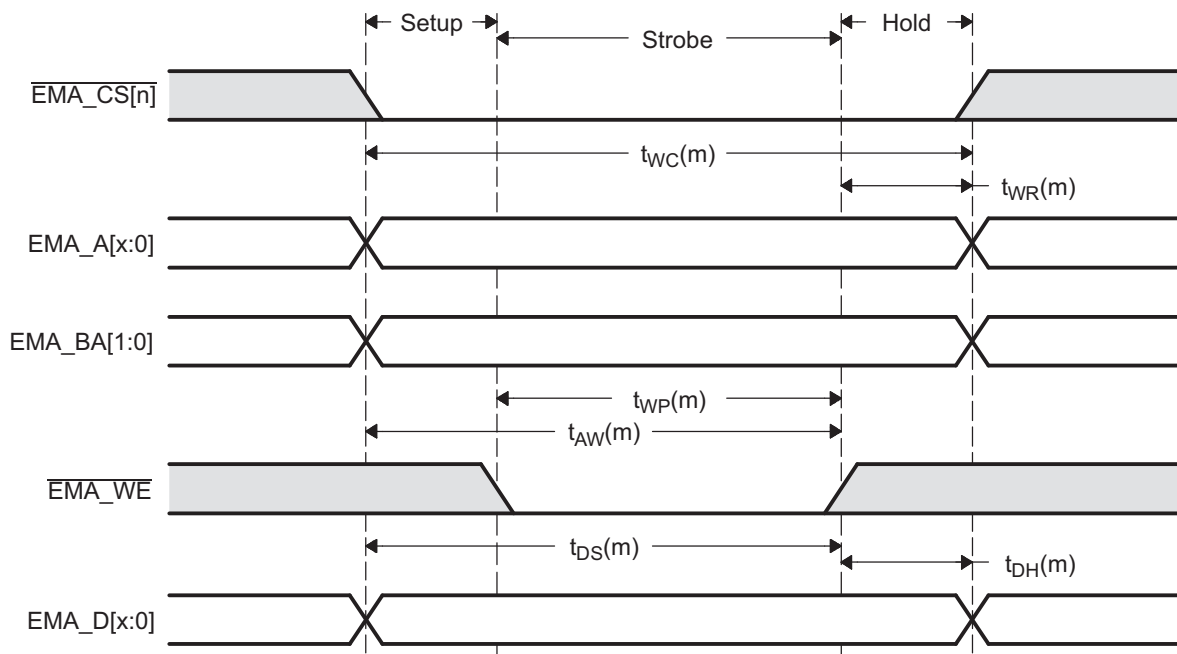 Setup
Hold
Strobe
EMA_CS[n]
tWC(m)
tWR(m)
EMA_A[x:0]
EMA_BA[1:0]
tWP(m)
tAW(m)
EMA_WE
tDS(m)
tDH(m)
EMA_D[x:0]